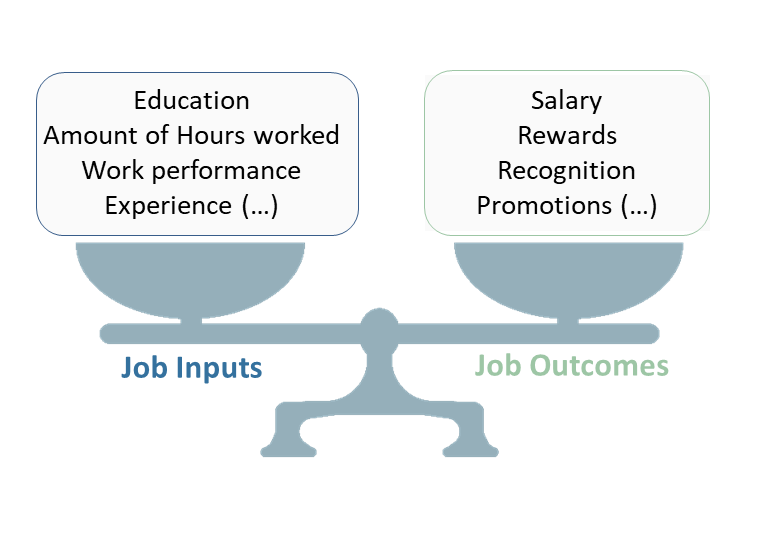 Education
Amount of Hours worked
Work performance
Experience (...)
Salary
Rewards
Recognition
Promotions (...)
Job Inputs
Job Outcomes